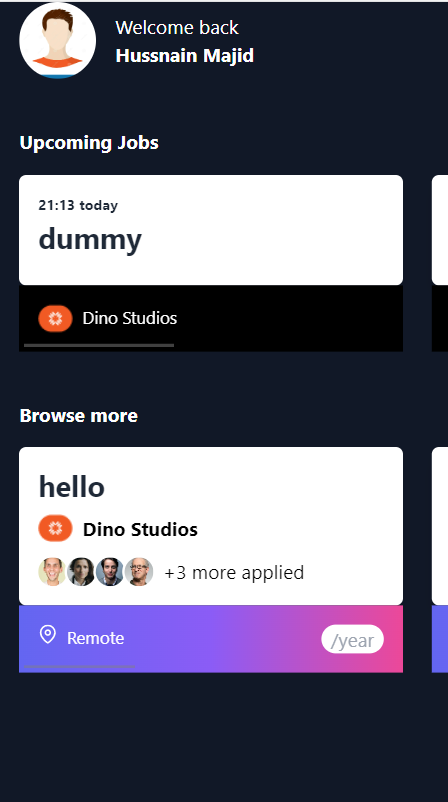 Welcome back
Hussnain Majid
Upcoming Jobs
21:13 today
dummy
Dino Studios
Browse more
hello
Dino Studios
+3 more applied
Remote
/year